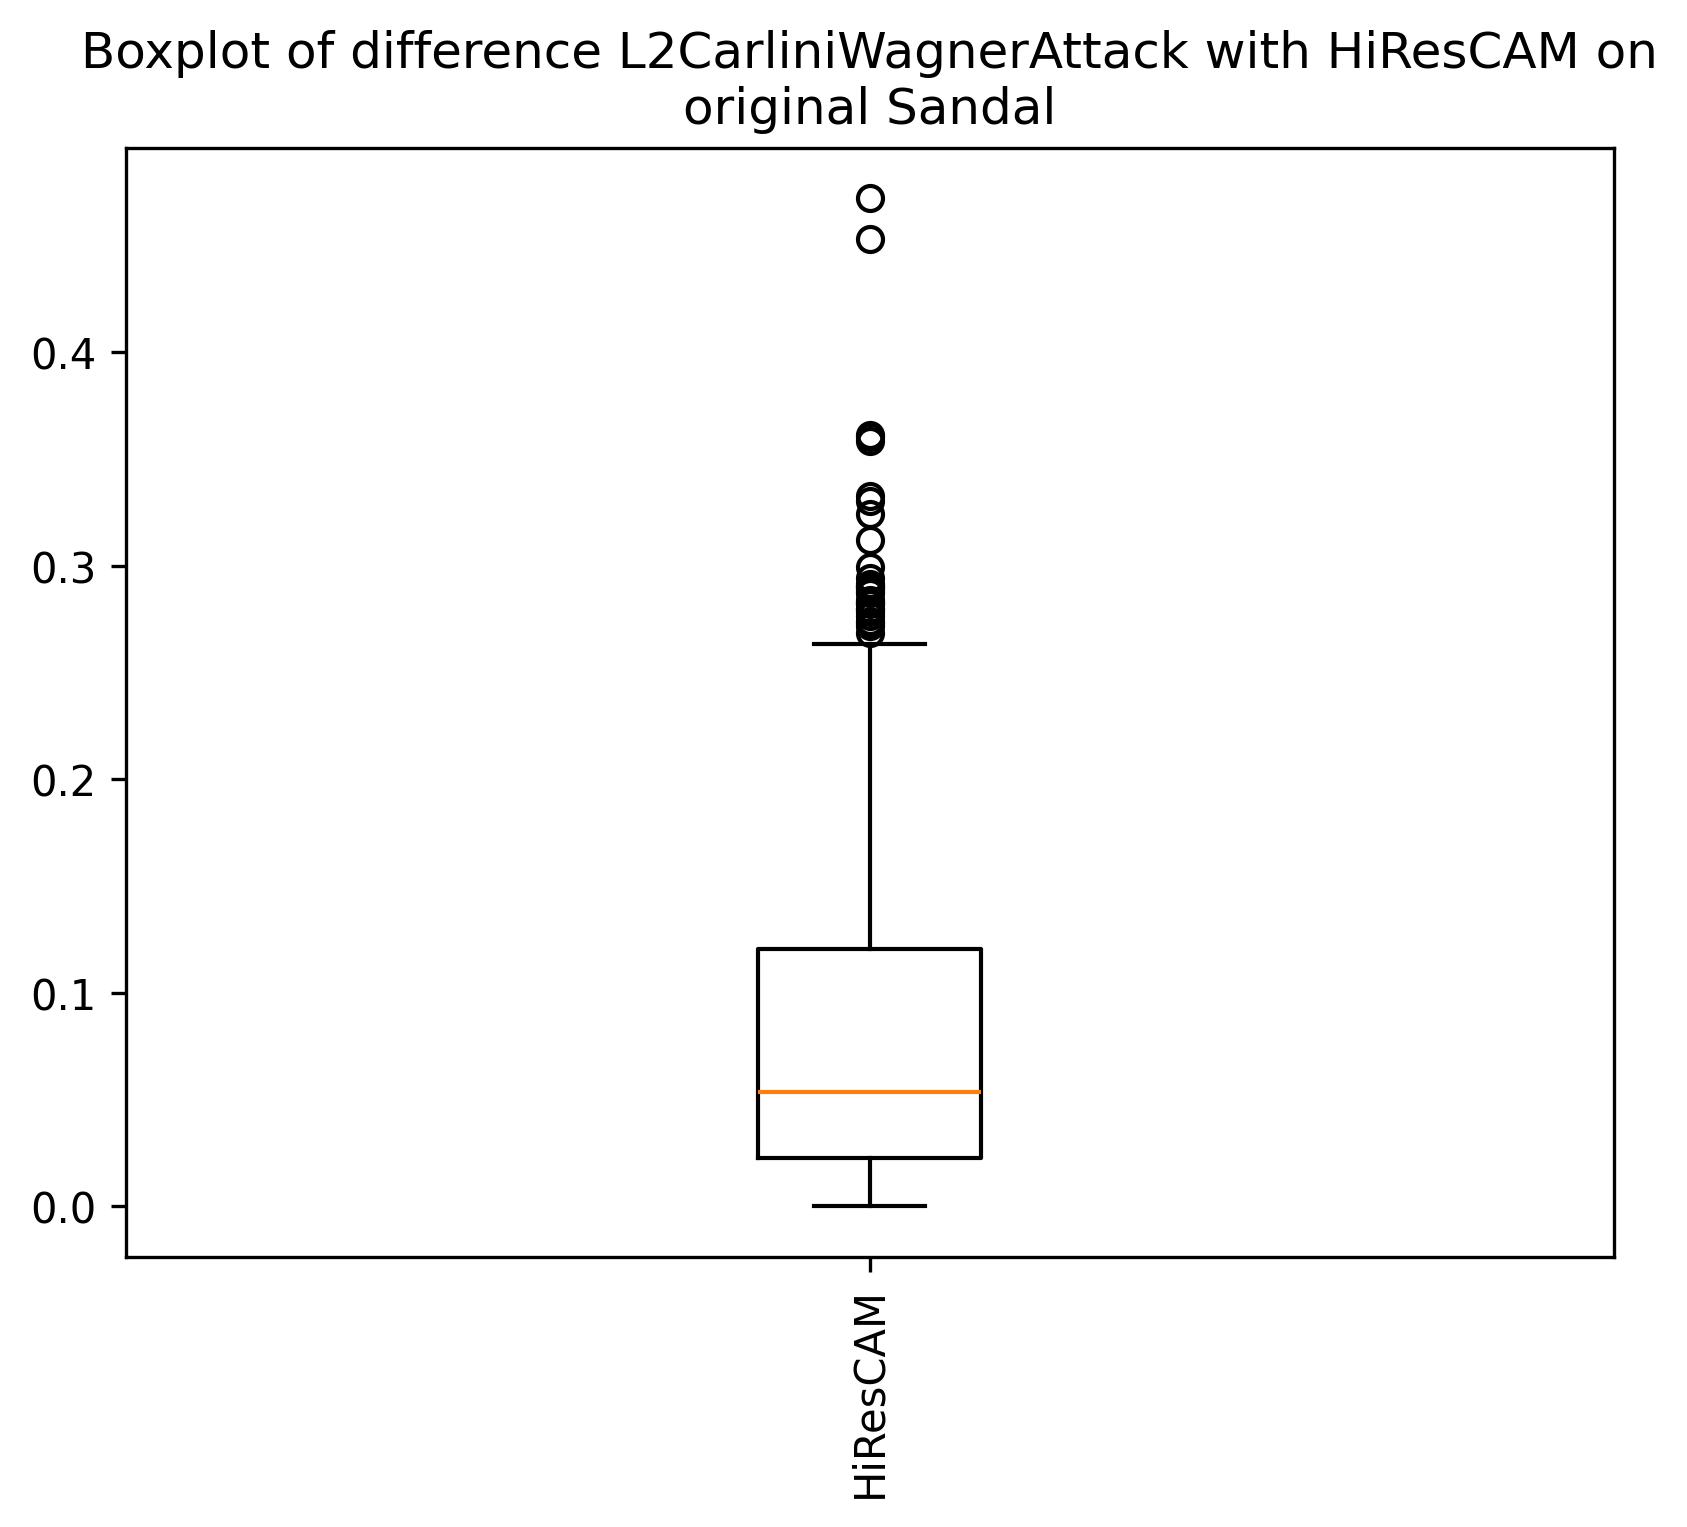 Boxplot of difference L2CarliniWagnerAttack with HiResCAM on
original Sandal
0.4
0.3
0.2
0.1
0.0
HiResCAM